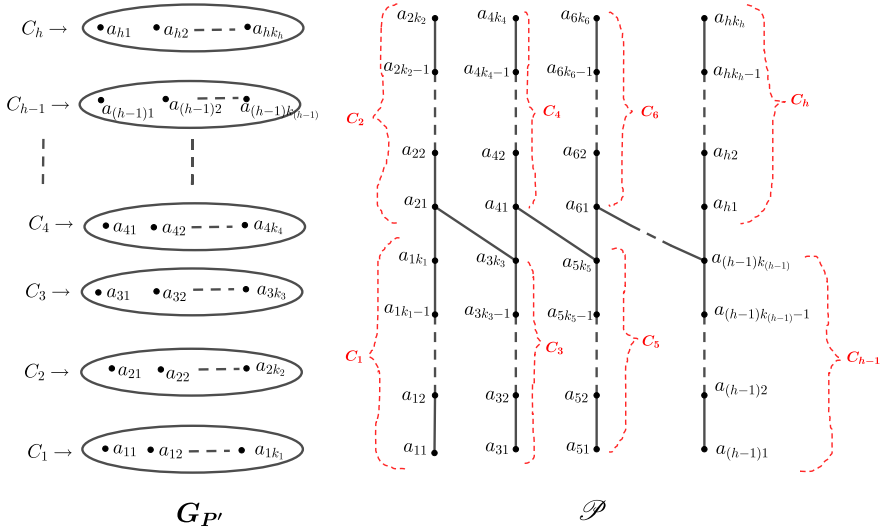 C_h → a_{h1} a_{h2} a_{hk_h}
C_{h-1} → a_{(h-1)1} a_{(h-1)2} a_{(h-1)k_{(h-1)}}
C_4 → a_{41} a_{42} a_{4k_4}
C_3 → a_{31} a_{32} a_{3k_3}
C_2 → a_{21} a_{22} a_{2k_2}
C_1 → a_{11} a_{12} a_{1k_1}
G_{P'}
a_{2k_2} a_{4k_4} a_{6k_6} a_{hk_h}
a_{2k_2-1} a_{4k_4-1} a_{6k_6-1} a_{hk_h-1}
C_2 C_4 C_6 C_h
a_{22} a_{42} a_{62} a_{h2}
a_{21} a_{41} a_{61} a_{h1}
a_{1k_1} a_{3k_3} a_{5k_5} a_{(h-1)k_{(h-1)}}
a_{1k_1-1} a_{3k_3-1} a_{5k_5-1} a_{(h-1)k_{(h-1)}-1}
C_1 C_3 C_5 C_{h-1}
a_{12} a_{32} a_{52} a_{(h-1)2}
a_{11} a_{31} a_{51} a_{(h-1)1}
𝒫